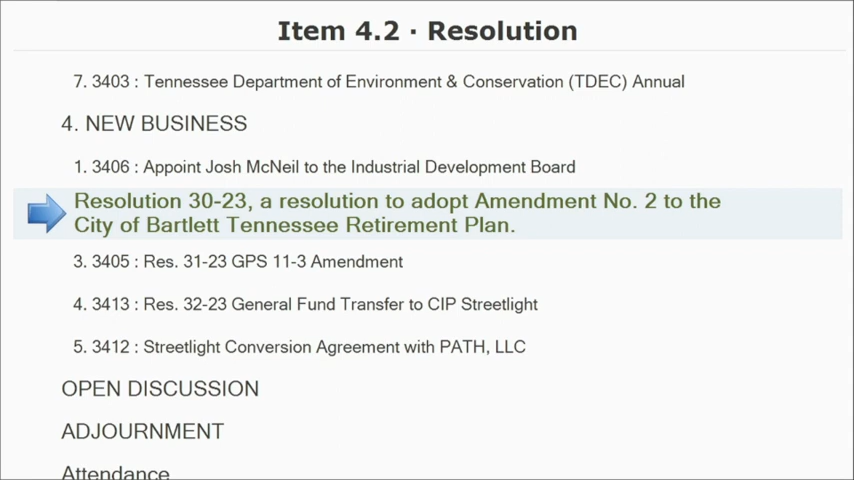 Item 4.2 · Resolution
7. 3403 : Tennessee Department of Environment & Conservation (TDEC) Annual
4. NEW BUSINESS
1. 3406 : Appoint Josh McNeil to the Industrial Development Board
Resolution 30-23, a resolution to adopt Amendment No. 2 to the
City of Bartlett Tennessee Retirement Plan.
3. 3405 : Res. 31-23 GPS 11-3 Amendment
4. 3413 : Res. 32-23 General Fund Transfer to CIP Streetlight
5. 3412 : Streetlight Conversion Agreement with PATH, LLC
OPEN DISCUSSION
ADJOURNMENT
Attendance